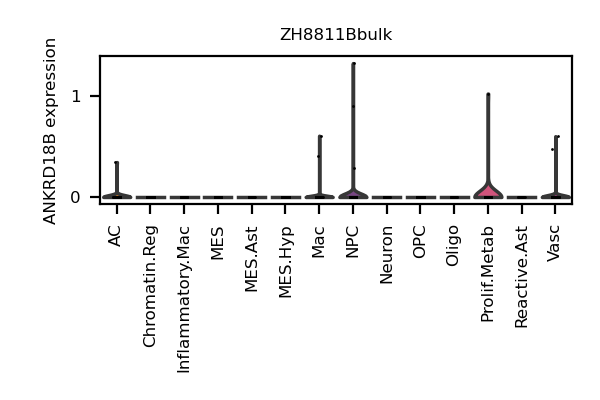 ZH8811Bbulk
ANKRD18B expression
1
0
AC
Chromatin.Reg
Inflammatory.Mac
MES
MES.Ast
MES.Hyp
Mac
NPC
Neuron
OPC
Oligo
Prolif.Metab
Reactive.Ast
Vasc